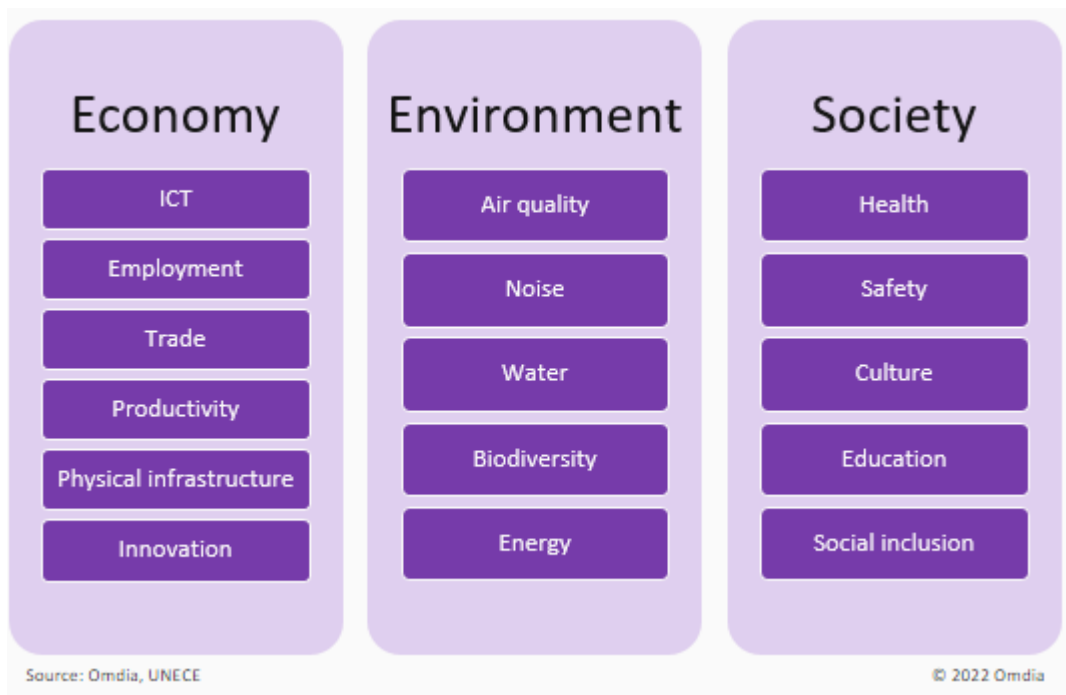 Economy
ICT
Employment
Trade
Productivity
Physical infrastructure
Innovation
Environment
Air quality
Noise
Water
Biodiversity
Energy
Society
Health
Safety
Culture
Education
Social inclusion
Source: Omdia, UNECE
© 2022 Omdia